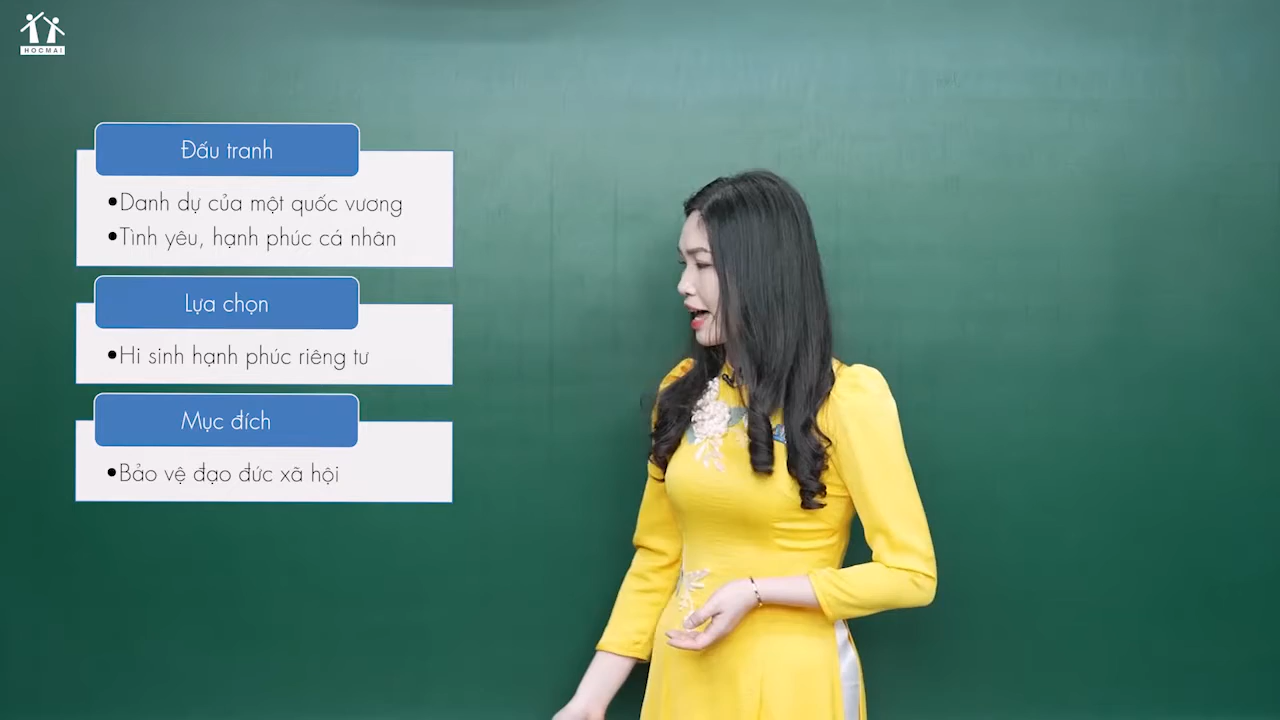 HOCMAI
Đấu tranh
•Danh dự của một quốc vương
•Tình yêu, hạnh phúc cá nhân
Lựa chọn
•Hi sinh hạnh phúc riêng tư
Mục đích
•Bảo vệ đạo đức xã hội